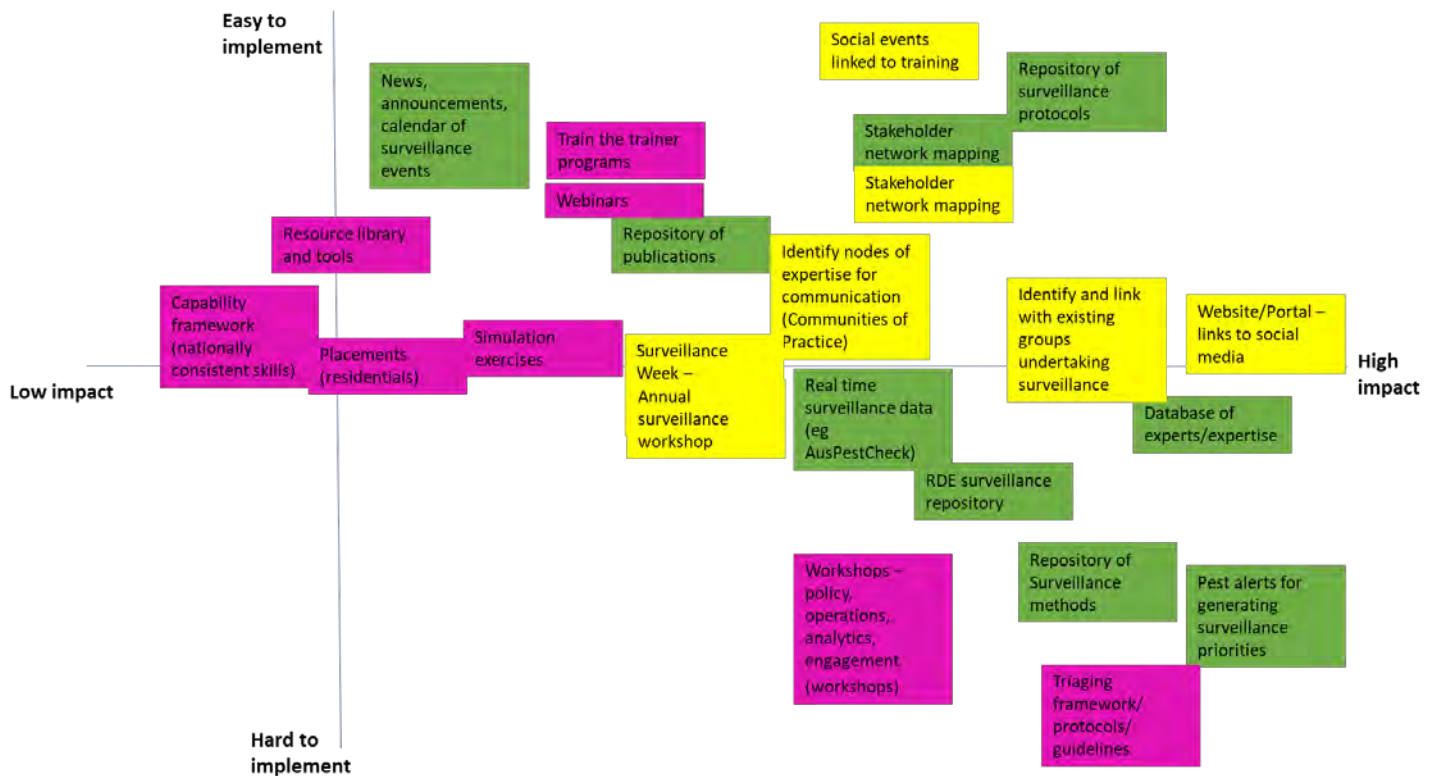 Easy to
implement
Social events
linked to training
News,
announcements,
calendar of
surveillance
events
Repository of
surveillance
protocols
Train the trainer
programs
Stakeholder
network mapping
Stakeholder
network mapping
Webinars
Resource library
and tools
Repository of
publications
Identify nodes of
expertise for
communication
(Communities of
Practice)
Capability
framework
(nationally
consistent skills)
Placements
(residentials)
Simulation
exercises
Surveillance
Week –
Annual
surveillance
workshop
Identify and link
with existing
groups
undertaking
surveillance
Website/Portal –
links to social
media
Low impact
High
impact
Real time
surveillance data
(eg
AusPestCheck)
Database of
experts/expertise
RDE surveillance
repository
Workshops –
policy,
operations,
analytics,
engagement
(workshops)
Repository of
Surveillance
methods
Pest alerts for
generating
surveillance
priorities
Triaging
framework/
protocols/
guidelines
Hard to
implement